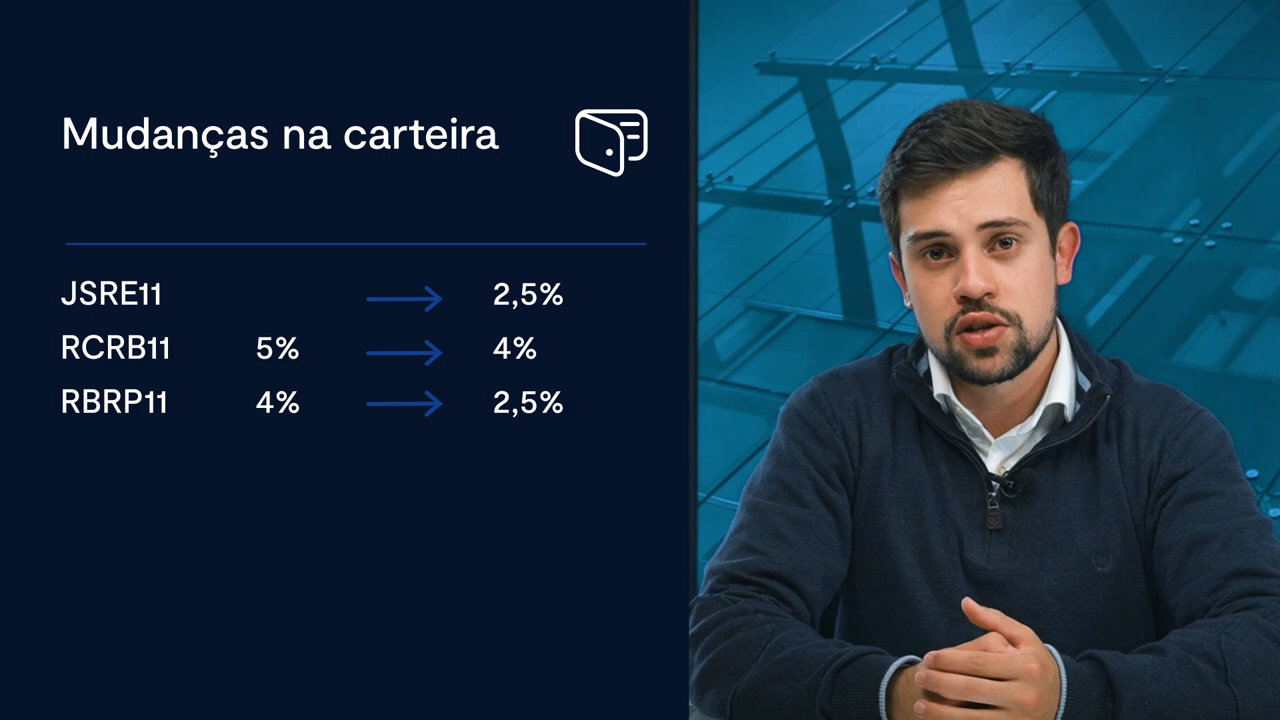 Mudanças na carteira
JSRE11 2,5%
RCRB11 5% 4%
RBRP11 4% 2,5%